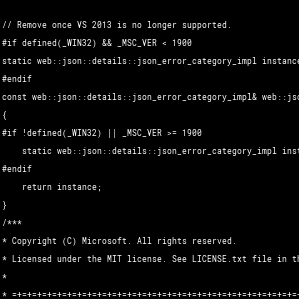 // Remove once VS 2013 is no longer supported.
#if defined(_WIN32) && _MSC_VER < 1900
static web::json::details::json_error_category_impl instance
#endif
const web::json::details::json_error_category_impl& web::jso
{
#if !defined(_WIN32) || _MSC_VER >= 1900
    static web::json::details::json_error_category_impl inst
#endif
    return instance;
}
/***
* Copyright (C) Microsoft. All rights reserved.
* Licensed under the MIT license. See LICENSE.txt file in th
*
* =+=+=+=+=+=+=+=+=+=+=+=+=+=+=+=+=+=+=+=+=+=+=+=+=+=+=+=+=+